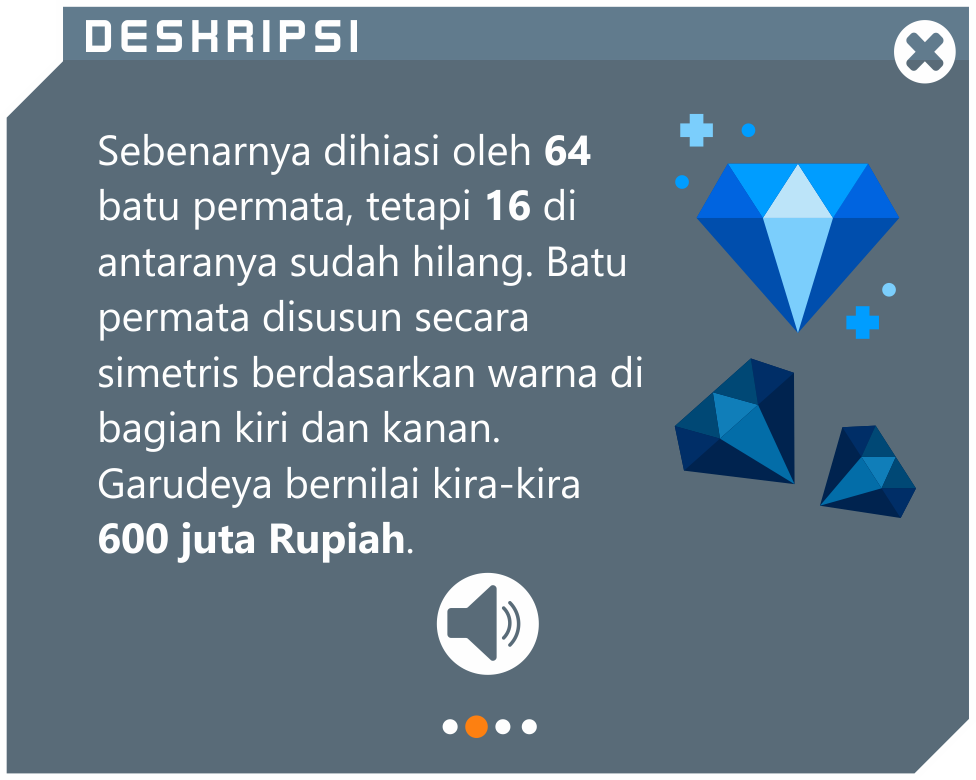 DESKRIPSI
Sebenarnya dihiasi oleh 64
batu permata, tetapi 16 di
antaranya sudah hilang. Batu
permata disusun secara
simetris berdasarkan warna di
bagian kiri dan kanan.
Garudeya bernilai kira-kira
600 juta Rupiah.